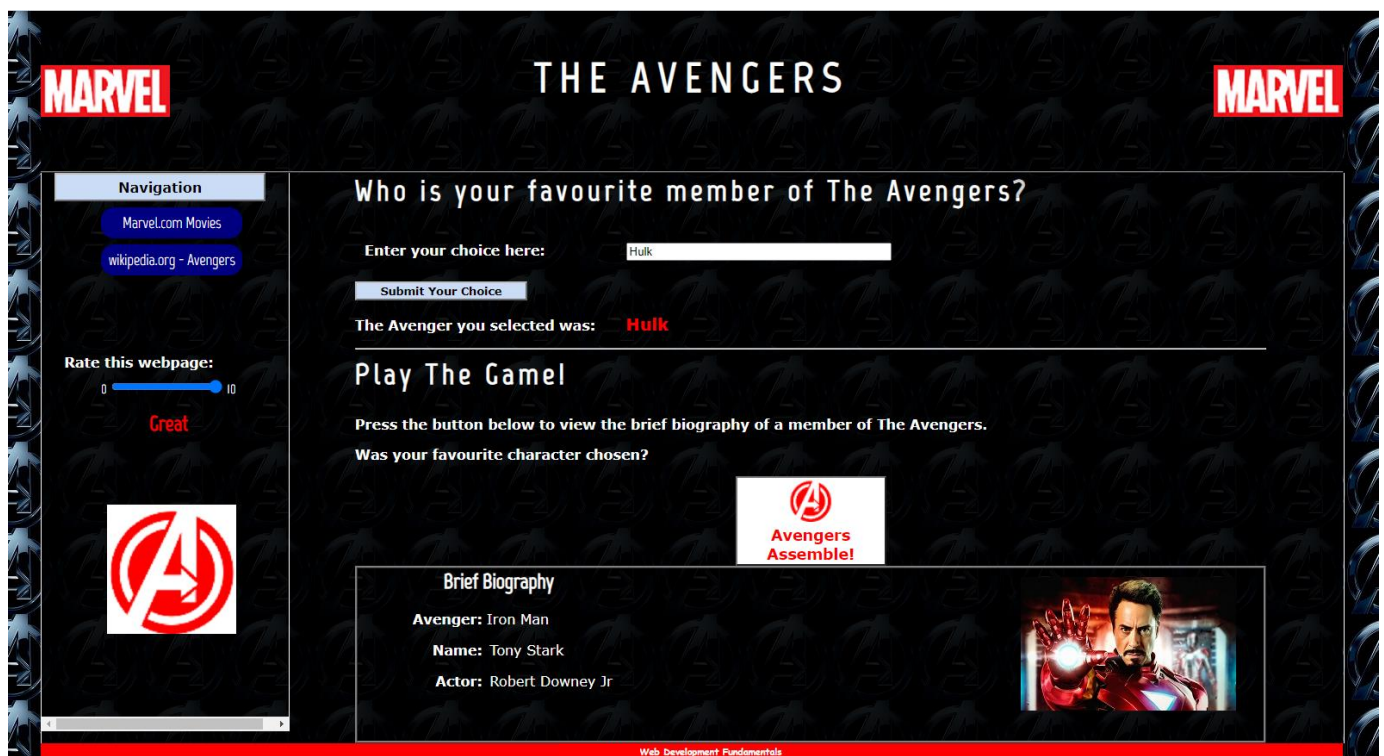 MARVEL
THE AVENGERS
MARVEL
Navigation
Marvel.com Movies
wikipedia.org - Avengers
Rate this webpage:
0 10
Great
Who is your favourite member of The Avengers?
Enter your choice here: Hulk
Submit Your Choice
The Avenger you selected was: Hulk
Play The Game!
Press the button below to view the brief biography of a member of The Avengers.
Was your favourite character chosen?
Avengers
Assemble!
Brief Biography
Avenger: Iron Man
Name: Tony Stark
Actor: Robert Downey Jr
Web Development Fundamentals